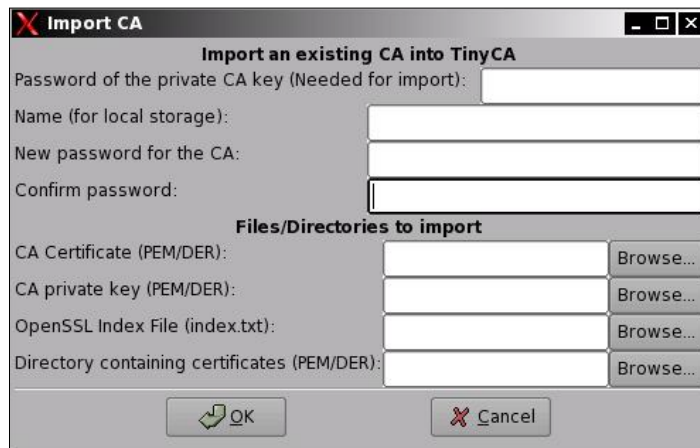 Import CA
Import an existing CA into TinyCA
Password of the private CA key (Needed for import):
Name (for local storage):
New password for the CA:
Confirm password:
Files/Directories to import
CA Certificate (PEM/DER):
Browse...
CA private key (PEM/DER):
Browse...
OpenSSL Index File (index.txt):
Browse...
Directory containing certificates (PEM/DER):
Browse...
OK
Cancel